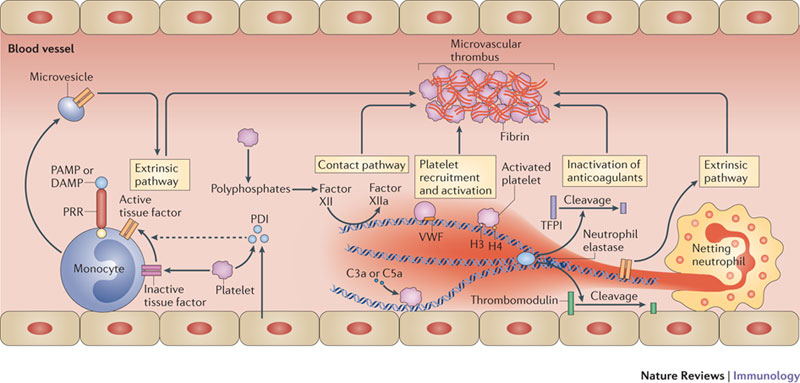 Blood vessel
Microvascular
thrombus
Microvesicle
Fibrin
PAMP or
DAMP
PRR
Extrinsic
pathway
Active
tissue factor
Monocyte
Inactive
tissue factor
Platelet
PDI
Polyphosphates
Contact pathway
Factor
XII
Factor
XIIa
Platelet
recruitment
and activation
Activated
platelet
VWF
H3
H4
C3a or C5a
Inactivation of
anticoagulants
TFPI
Cleavage
Neutrophil
elastase
Thrombomodulin
Cleavage
Extrinsic
pathway
Netting
neutrophil
Nature Reviews | Immunology